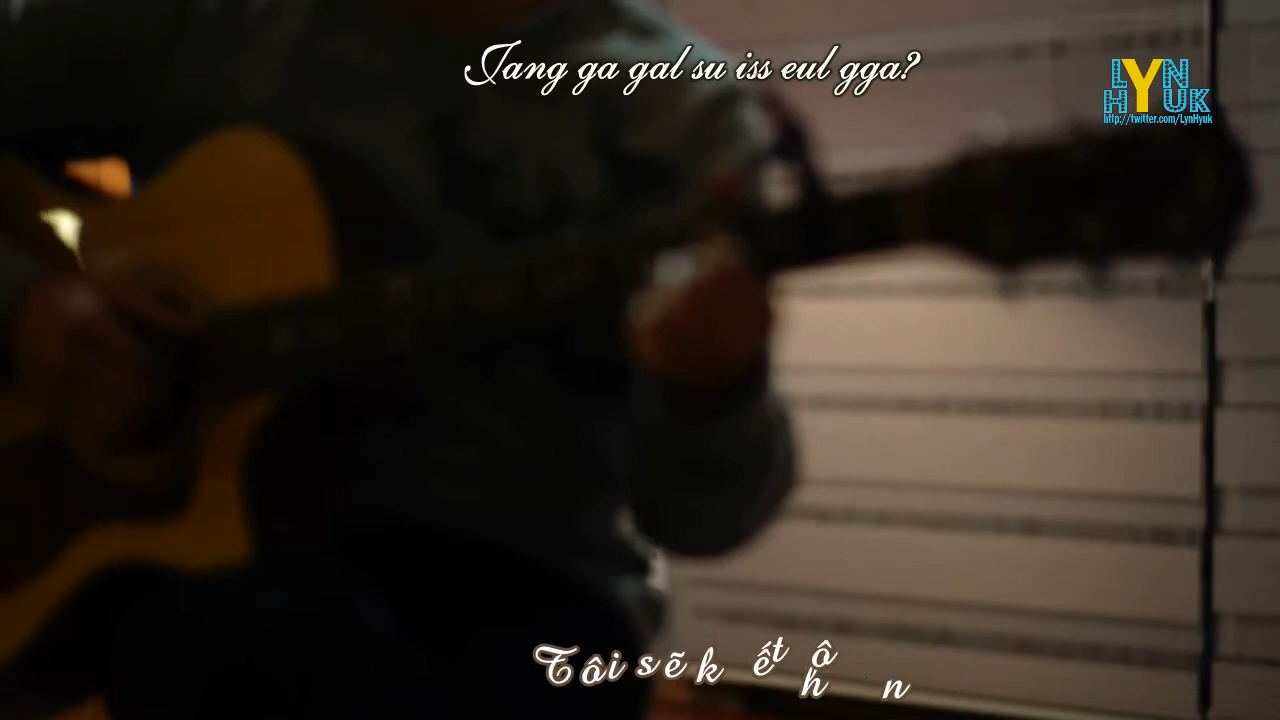 Jang ga gal su iss eul gga?
LYN
HYUK
http://twitter.com/LynHyuk
Tôi sẽ kết hôn